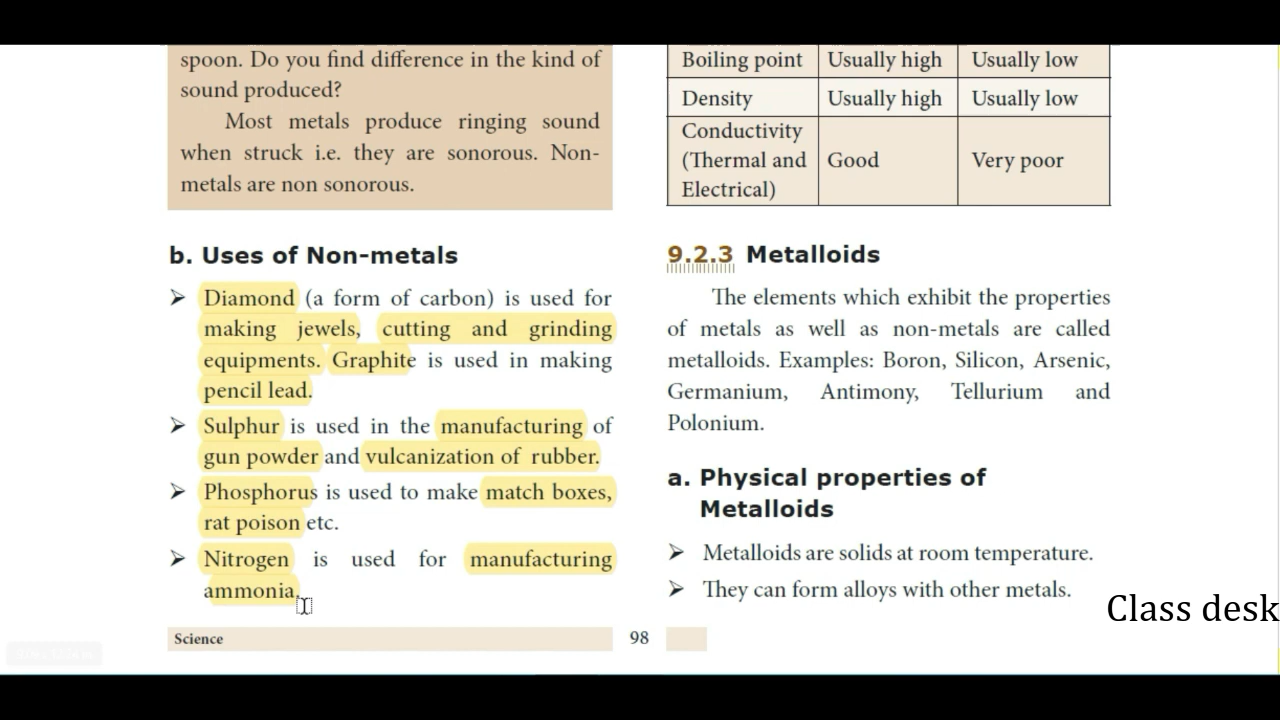 spoon. Do you find difference in the kind of
sound produced?
Most metals produce ringing sound
when struck i.e. they are sonorous. Non-
metals are non sonorous.
b. Uses of Non-metals
➢ Diamond (a form of carbon) is used for
making jewels, cutting and grinding
equipments. Graphite is used in making
pencil lead.
➢ Sulphur is used in the manufacturing of
gun powder and vulcanization of rubber.
➢ Phosphorus is used to make match boxes,
rat poison etc.
➢ Nitrogen is used for manufacturing
ammonia.
Science
98
Boiling point Usually high Usually low
Density Usually high Usually low
Conductivity
(Thermal and Good Very poor
Electrical)
9.2.3 Metalloids
The elements which exhibit the properties
of metals as well as non-metals are called
metalloids. Examples: Boron, Silicon, Arsenic,
Germanium, Antimony, Tellurium and
Polonium.
a. Physical properties of
Metalloids
➢ Metalloids are solids at room temperature.
➢ They can form alloys with other metals.
Class desk